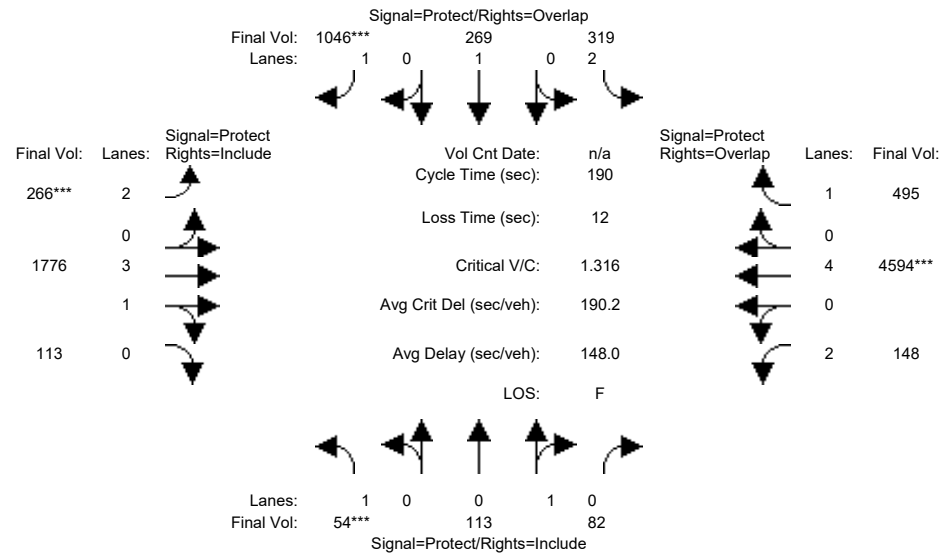 Signal=Protect/Rights=Overlap
Final Vol: 1046*** 269 319
Lanes: 1 0 1 0 2
Signal=Protect Signal=Protect
Final Vol: Lanes: Rights=Include Vol Cnt Date: n/a Rights=Overlap Lanes: Final Vol:
Cycle Time (sec): 190
266*** 2 1 495
Loss Time (sec): 12
0 0
1776 3 Critical V/C: 1.316 4 4594***
1 Avg Crit Del (sec/veh): 190.2 0
113 0 Avg Delay (sec/veh): 148.0 2 148
LOS: F
Lanes: 1 0 0 1 0
Final Vol: 54*** 113 82
Signal=Protect/Rights=Include